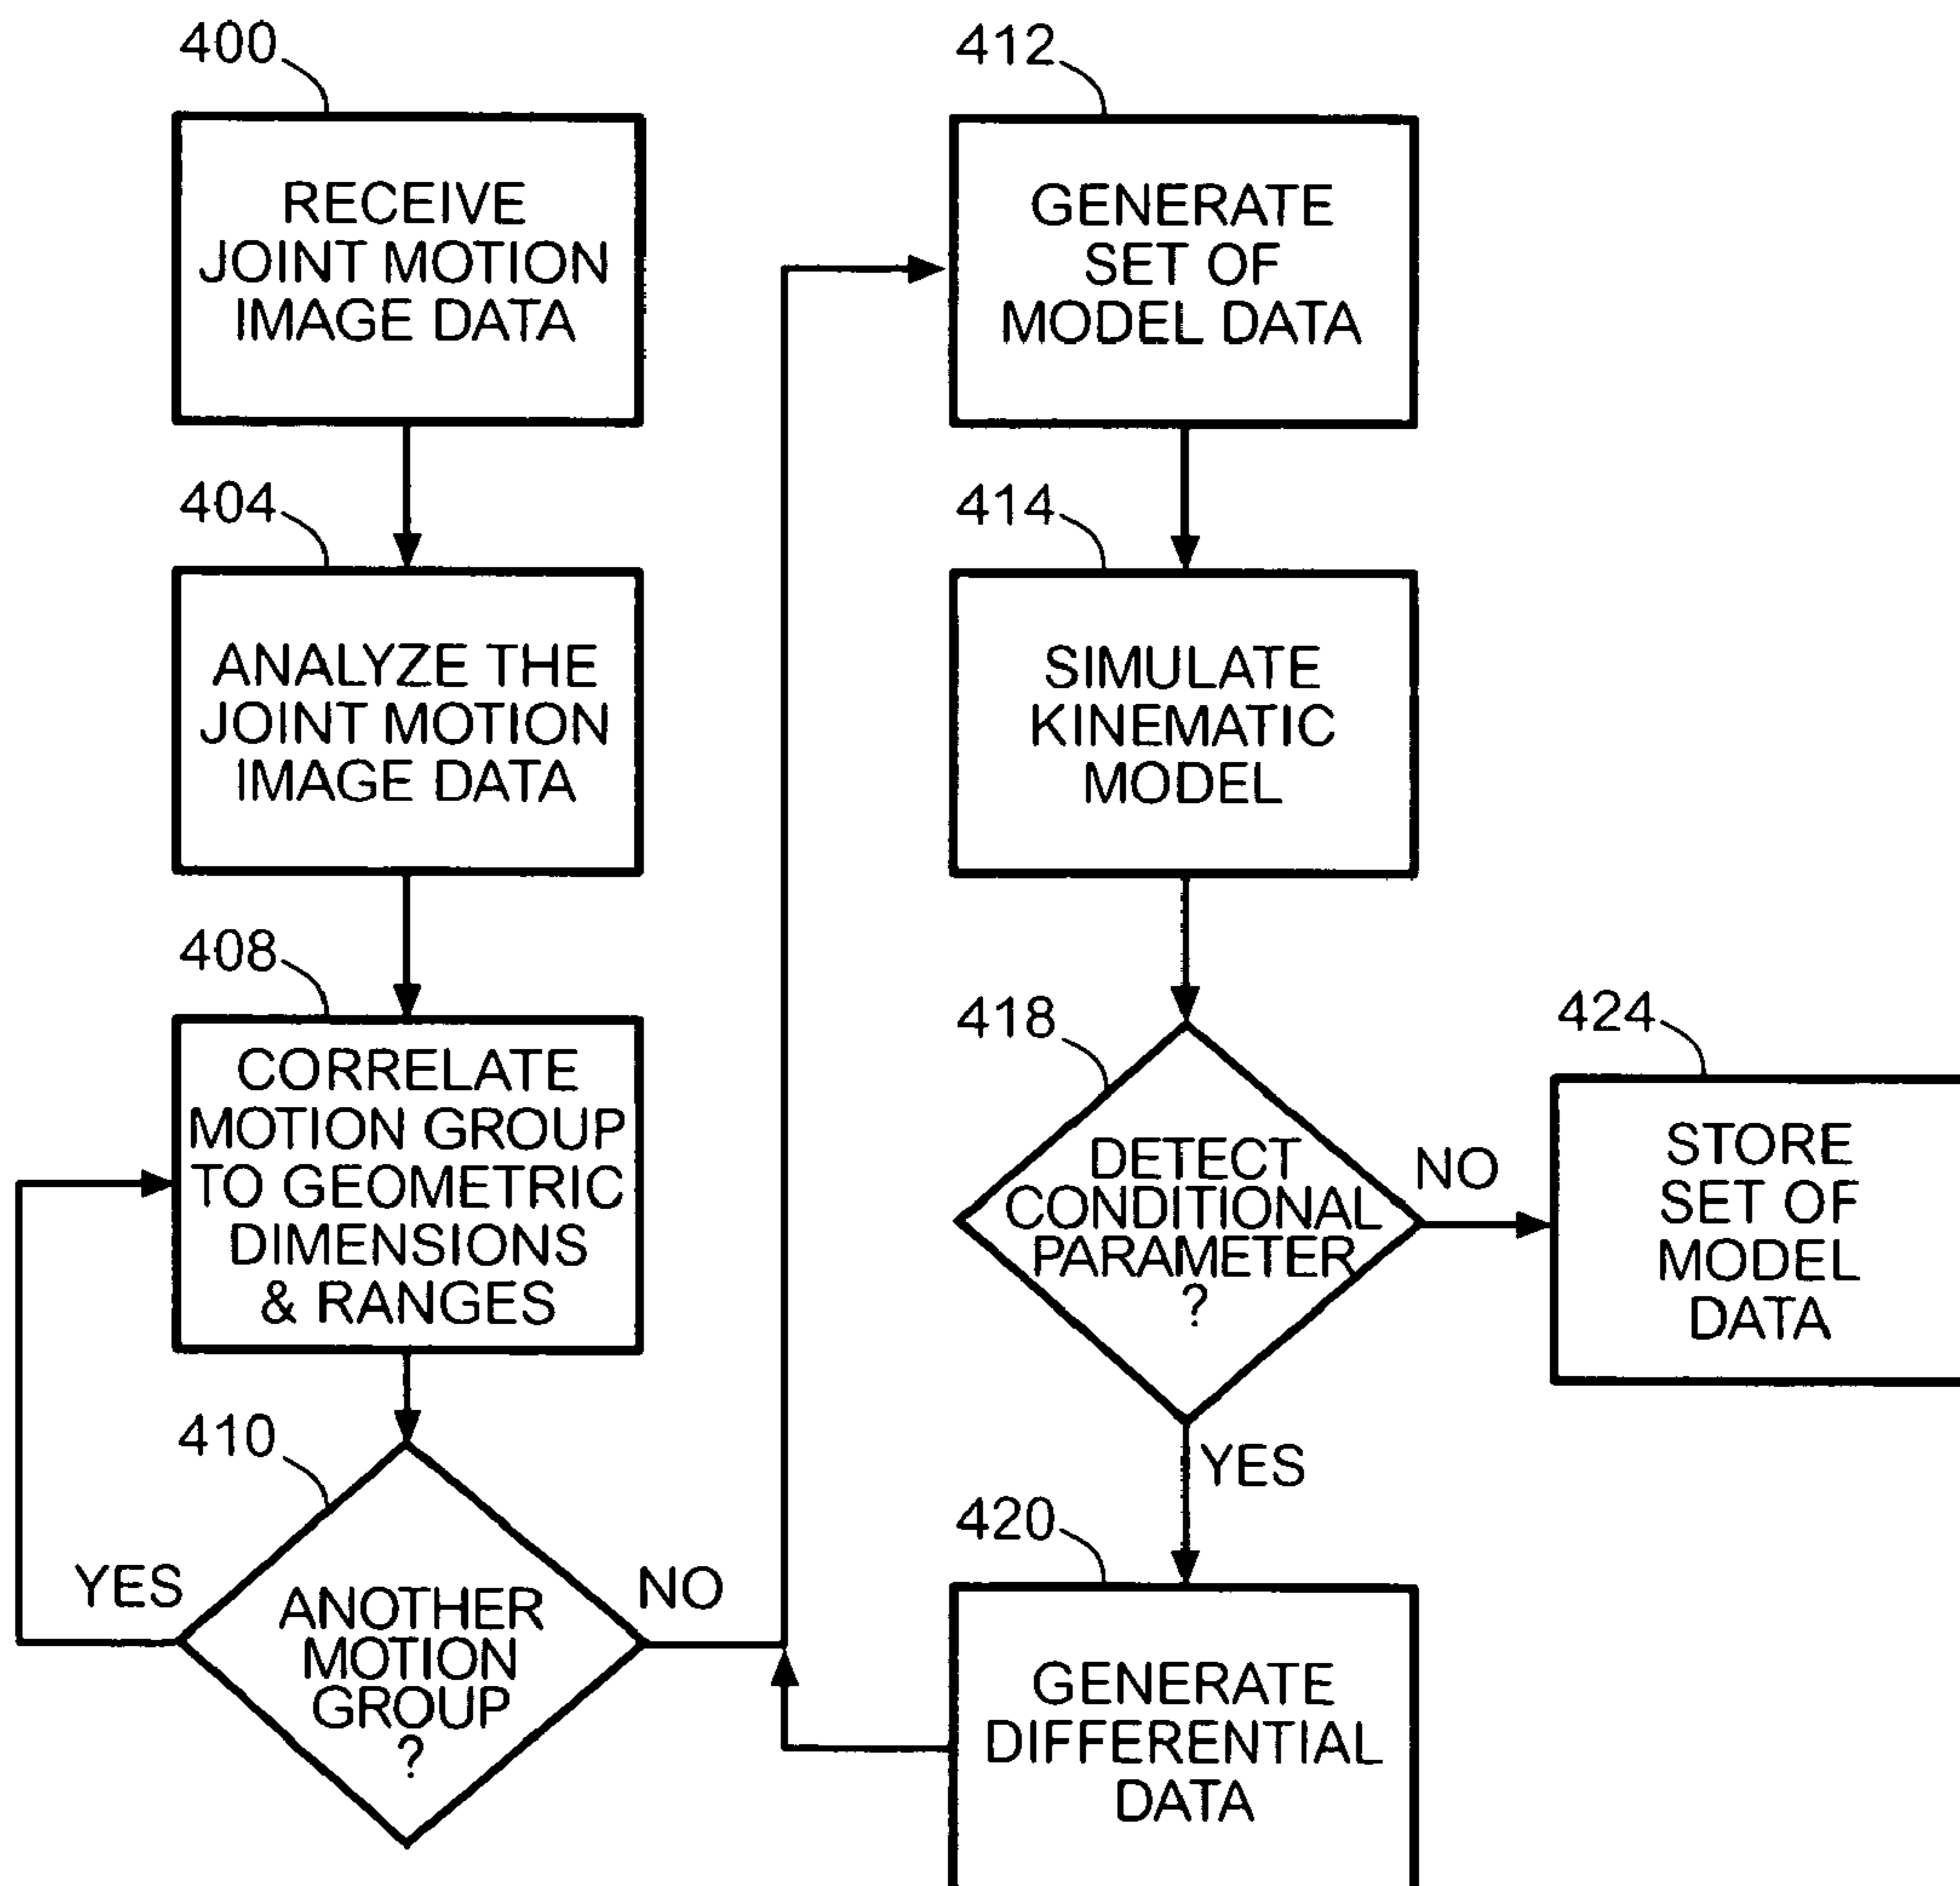 400
RECEIVE
JOINT MOTION
IMAGE DATA
404
ANALYZE THE
JOINT MOTION
IMAGE DATA
408
CORRELATE
MOTION GROUP
TO GEOMETRIC
DIMENSIONS
& RANGES
410
YES
ANOTHER
MOTION
GROUP
?
NO
412
GENERATE
SET OF
MODEL DATA
414
SIMULATE
KINEMATIC
MODEL
418
DETECT
CONDITIONAL
PARAMETER
?
NO
YES
424
STORE
SET OF
MODEL
DATA
420
GENERATE
DIFFERENTIAL
DATA